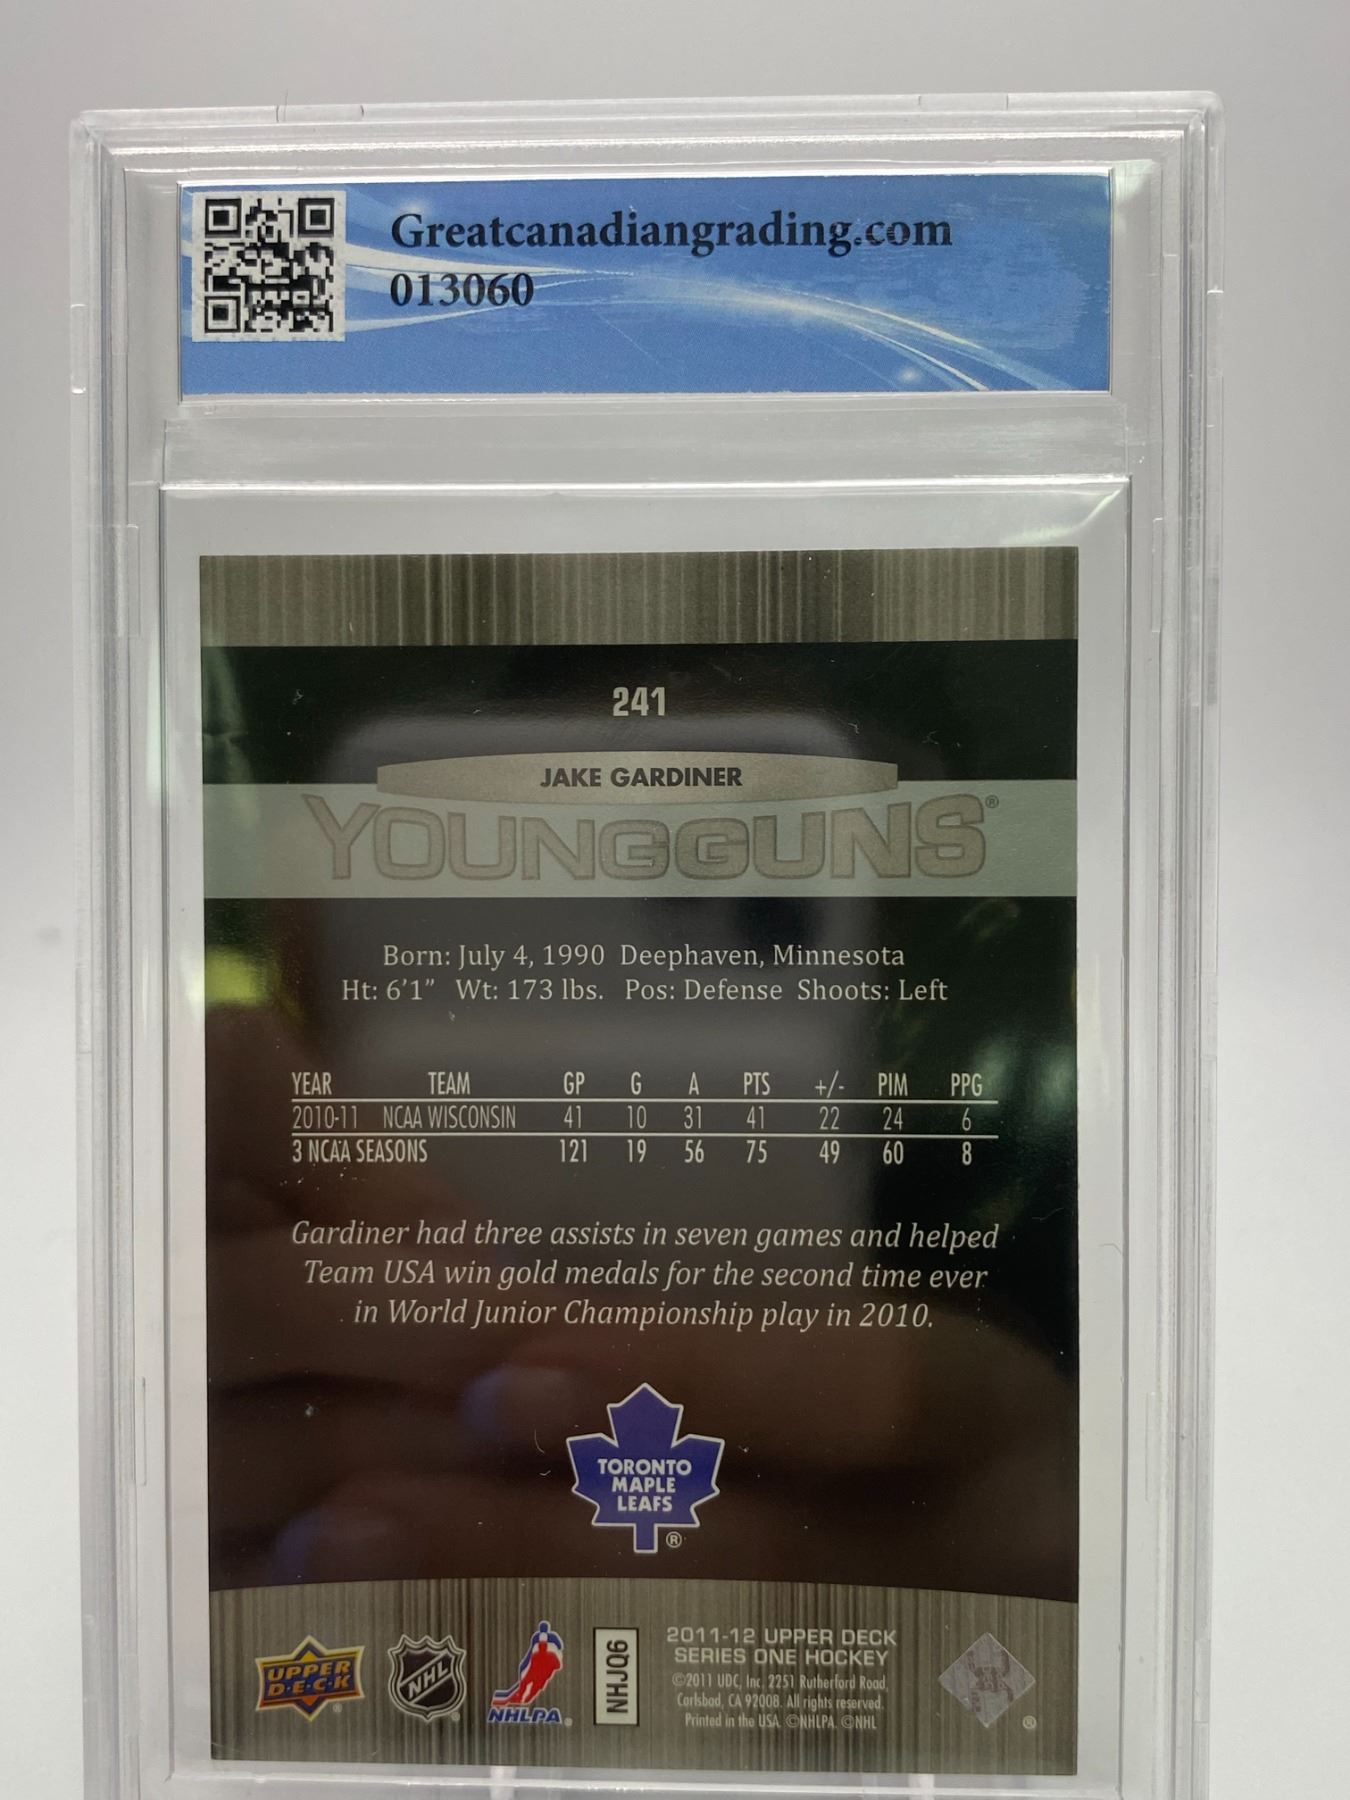 Greatcanadiangrading.com
013060
241
JAKE GARDINER
YOUNGGUNS®
Born: July 4, 1990 Deephaven, Minnesota
Ht: 6'1" Wt: 173 lbs. Pos: Defense Shoots: Left
YEAR TEAM GP G A PTS +/- PIM PPG
2010-11 NCAA WISCONSIN 41 10 31 41 22 24 6
3 NCAA SEASONS 121 19 56 75 49 60 8
Gardiner had three assists in seven games and helped
Team USA win gold medals for the second time ever
in World Junior Championship play in 2010.
TORONTO
MAPLE
LEAFS
®
UPPER
D·E·C·K
®
NHL
®
NHLPA®
NHJQ6
2011-12 UPPER DECK
SERIES ONE HOCKEY
©2011 UDC, Inc. 2251 Rutherford Road,
Carlsbad, CA 92008. All rights reserved.
Printed in the USA. ©NHLPA. ©NHL
®